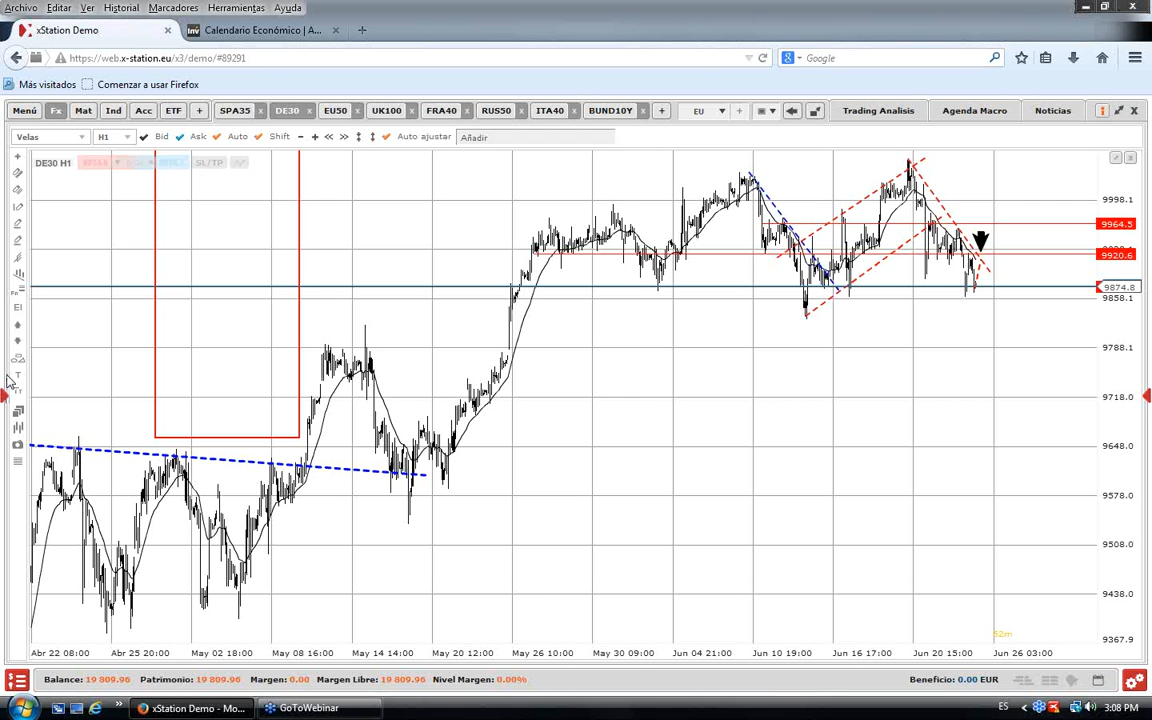 Archivo Editar Ver Historial Marcadores Herramientas Ayuda
xStation Demo × Inv Calendario Económico | A... × +
https://web.x-station.eu/x3/demo/#89291 Google
Más visitados Comenzar a usar Firefox
Menú Fx Mat Ind Acc ETF + SPA35 x DE30 x EU50 x UK100 x FRA40 x RUS50 x ITA40 x BUND10Y x + EU + Trading Analisis Agenda Macro Noticias
Velas H1 Bid Ask Auto Shift Auto ajustar Añadir
DE30 H1 SL/TP
9998.1
9964.5
9920.6
9874.8
9858.1
9788.1
9718.0
9648.0
9578.0
9508.0
9438.0
9367.9
52m
Abr 22 08:00 Abr 25 20:00 May 02 18:00 May 08 16:00 May 14 14:00 May 20 12:00 May 26 10:00 May 30 09:00 Jun 04 21:00 Jun 10 19:00 Jun 16 17:00 Jun 20 15:00 Jun 26 03:00
Balance: 19 809.96 Patrimonio: 19 809.96 Margen: 0.00 Margen Libre: 19 809.96 Nivel Margen: 0.00% Beneficio: 0.00 EUR
xStation Demo - Mo... GoToWebinar ES 3:08 PM